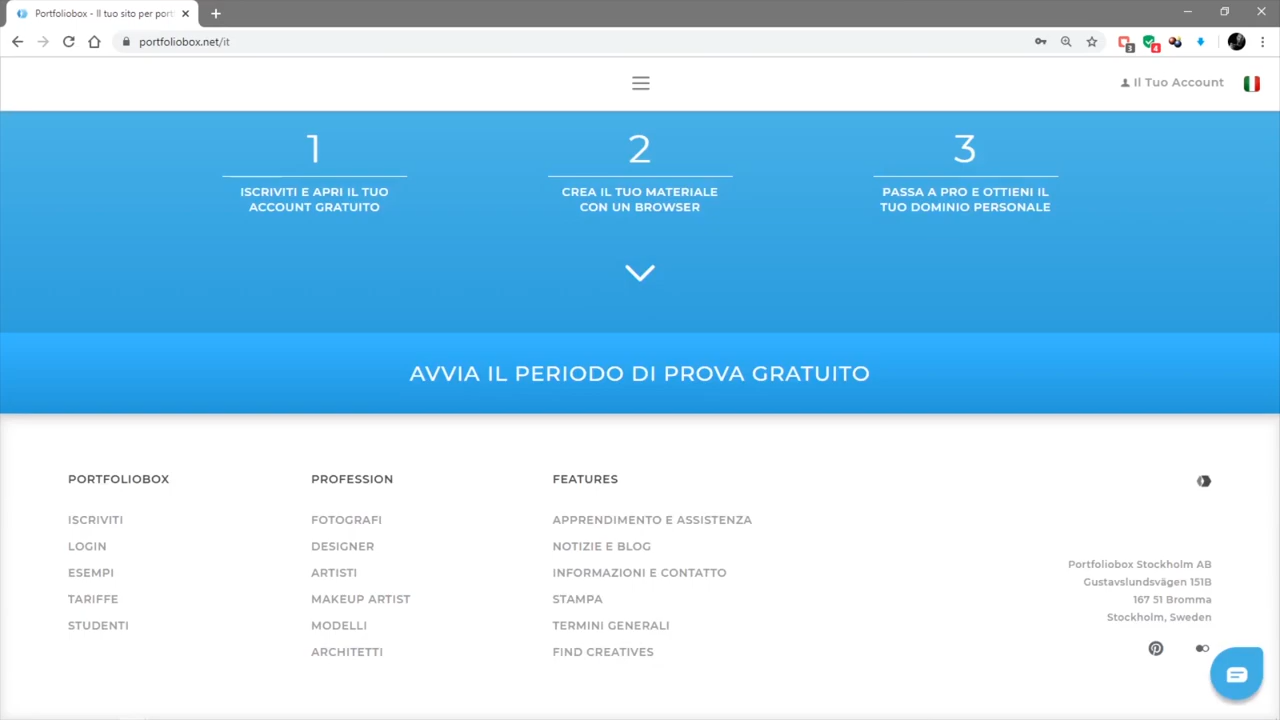 Portfoliobox - Il tuo sito per port
portfoliobox.net/it
3
4
Il Tuo Account
1
ISCRIVITI E APRI IL TUO
ACCOUNT GRATUITO
2
CREA IL TUO MATERIALE
CON UN BROWSER
3
PASSA A PRO E OTTIENI IL
TUO DOMINIO PERSONALE
AVVIA IL PERIODO DI PROVA GRATUITO
PORTFOLIOBOX
ISCRIVITI
LOGIN
ESEMPI
TARIFFE
STUDENTI
PROFESSION
FOTOGRAFI
DESIGNER
ARTISTI
MAKEUP ARTIST
MODELLI
ARCHITETTI
FEATURES
APPRENDIMENTO E ASSISTENZA
NOTIZIE E BLOG
INFORMAZIONI E CONTATTO
STAMPA
TERMINI GENERALI
FIND CREATIVES
Portfoliobox Stockholm AB
Gustavslundsvägen 151B
167 51 Bromma
Stockholm, Sweden